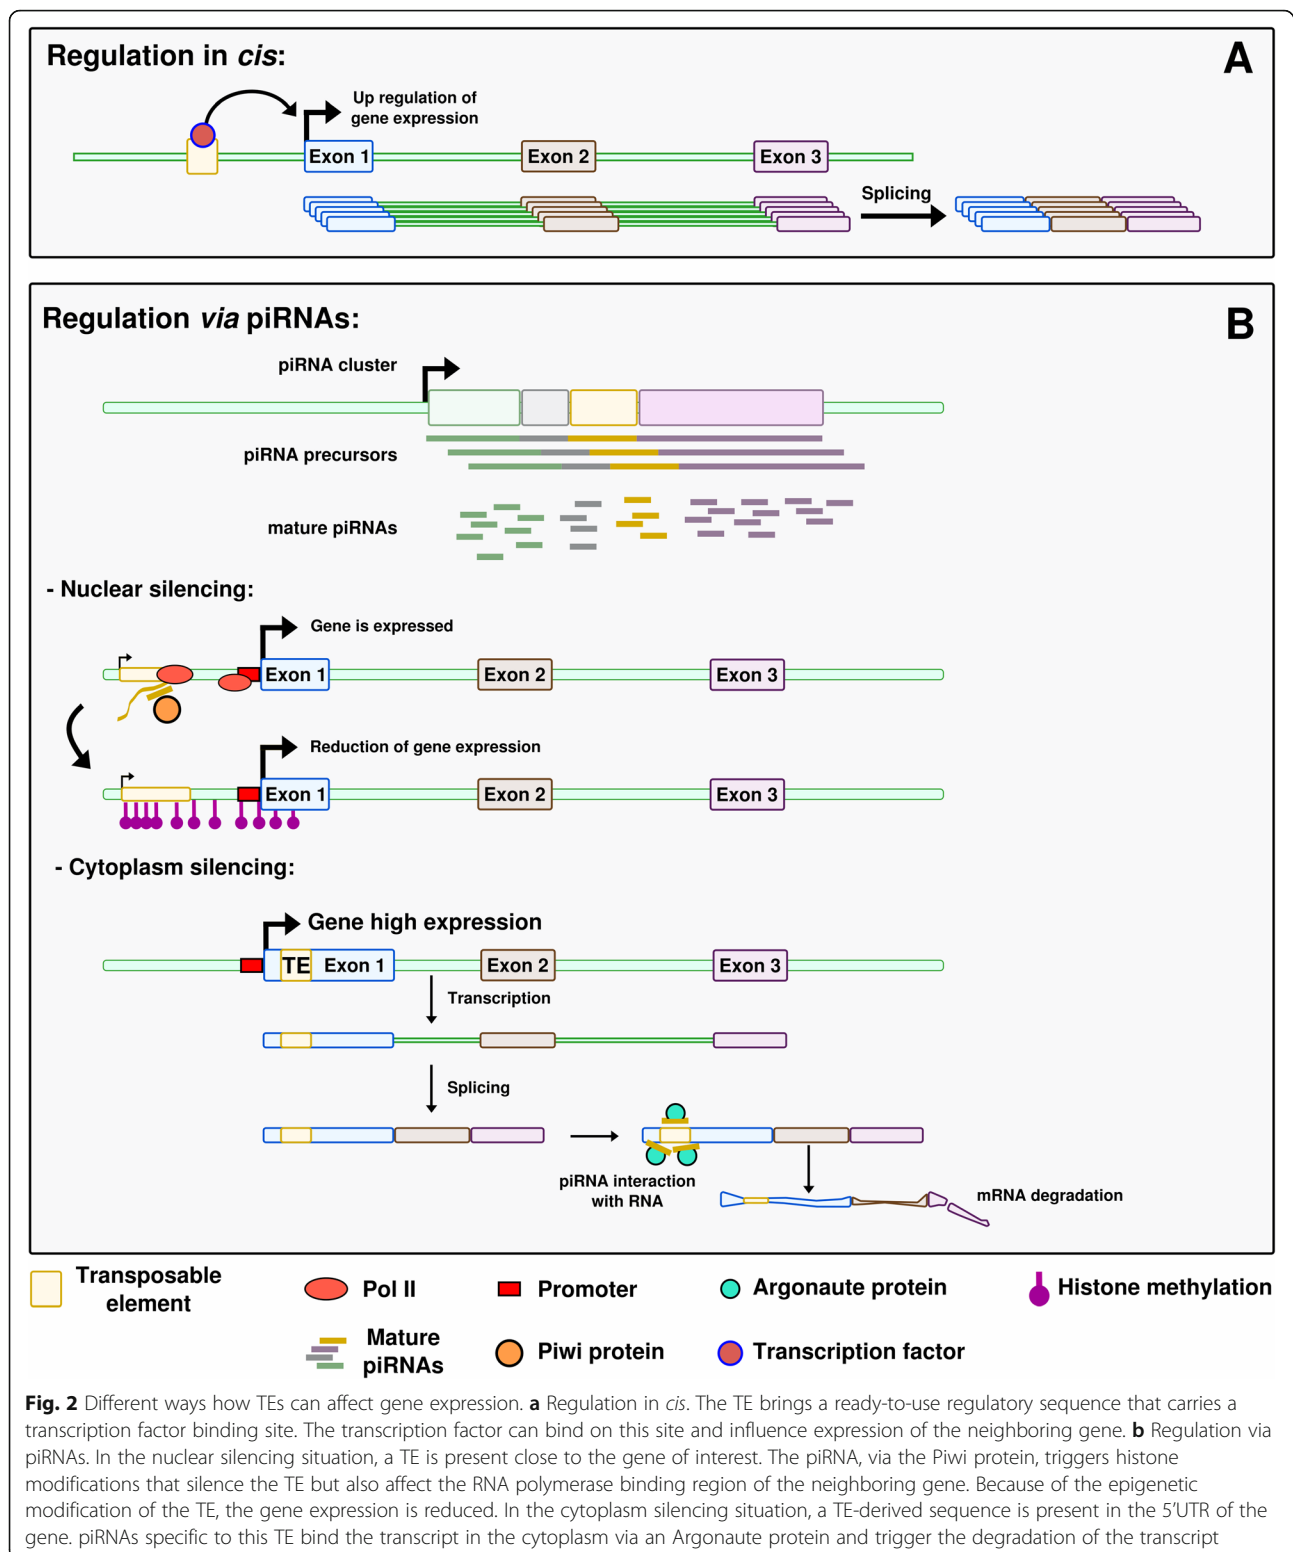 Regulation in cis:
A
Up regulation of
gene expression
Exon 1
Exon 2
Exon 3
Splicing
Regulation via piRNAs:
B
piRNA cluster
piRNA precursors
mature piRNAs
- Nuclear silencing:
Gene is expressed
Exon 1
Exon 2
Exon 3
Reduction of gene expression
Exon 1
Exon 2
Exon 3
- Cytoplasm silencing:
Gene high expression
TE
Exon 1
Exon 2
Exon 3
Transcription
Splicing
piRNA interaction
with RNA
mRNA degradation
Transposable
element
Pol II
Promoter
Argonaute protein
Histone methylation
Mature
piRNAs
Piwi protein
Transcription factor
Fig. 2 Different ways how TEs can affect gene expression. a Regulation in cis. The TE brings a ready-to-use regulatory sequence that carries a
transcription factor binding site. The transcription factor can bind on this site and influence expression of the neighboring gene. b Regulation via
piRNAs. In the nuclear silencing situation, a TE is present close to the gene of interest. The piRNA, via the Piwi protein, triggers histone
modifications that silence the TE but also affect the RNA polymerase binding region of the neighboring gene. Because of the epigenetic
modification of the TE, the gene expression is reduced. In the cytoplasm silencing situation, a TE-derived sequence is present in the 5’UTR of the
gene. piRNAs specific to this TE bind the transcript in the cytoplasm via an Argonaute protein and trigger the degradation of the transcript